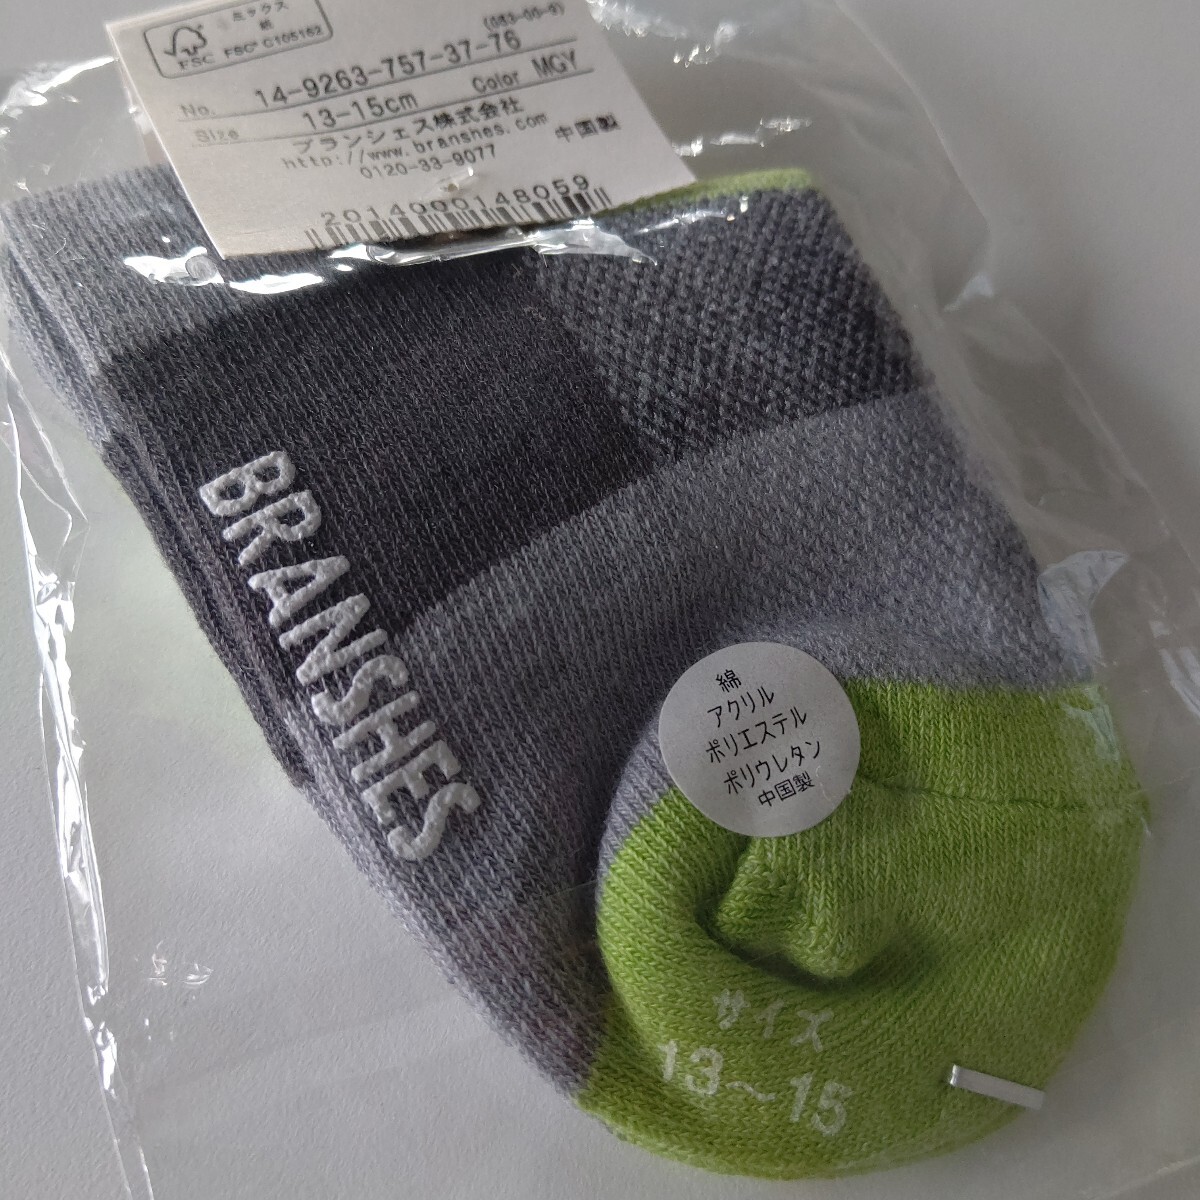 ミックス
紙
FSC
FSC® C105162
(083-00-9)
No. 14-9263-757-37-76
Size 13-15cm Color MGY
ブランシェス株式会社
http://www.branshes.com
0120-33-9077 中国製
2014000148059
BRANSHES
綿
アクリル
ポリエステル
ポリウレタン
中国製
サイズ
13～15